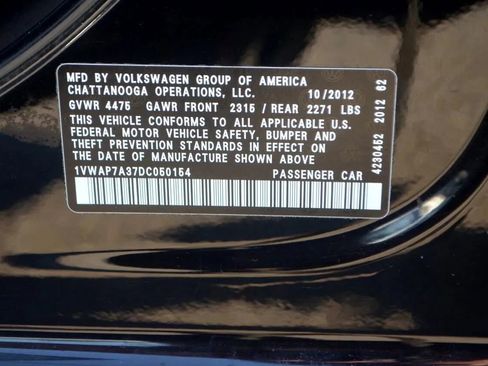 MFD BY VOLKSWAGEN GROUP OF AMERICA
CHATTANOOGA OPERATIONS, LLC. 10/2012
GVWR 4475 GAWR FRONT 2315 / REAR 2271 LBS
THIS VEHICLE CONFORMS TO ALL APPLICABLE U.S.
FEDERAL MOTOR VEHICLE SAFETY, BUMPER AND
THEFT PREVENTION STANDARDS IN EFFECT ON
THE DATE OF MANUFACTURE SHOWN ABOVE
1VWAP7A37DC050154 PASSENGER CAR
4230452 2012 62